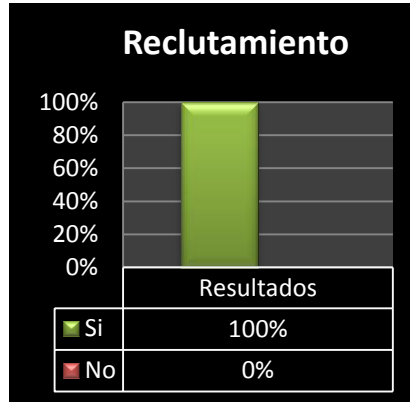 Reclutamiento
100%
80%
60%
40%
20%
0%
Resultados
Si 100%
No 0%